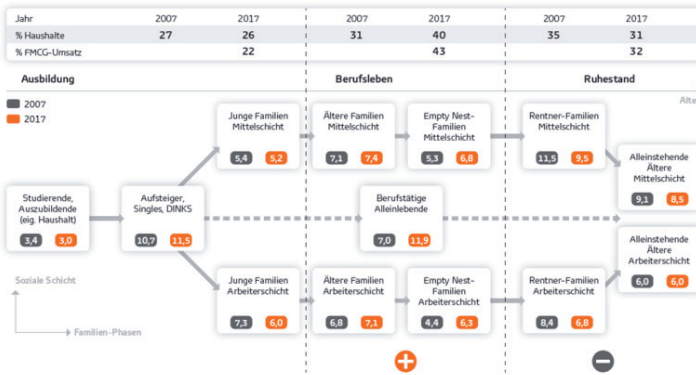 Jahr 2007 2017 2007 2017 2007 2017
% Haushalte 27 26 31 40 35 31
% FMCG-Umsatz 22 43 32
Ausbildung Berufsleben Ruhestand
2007
2017
Alte
Junge Familien
Mittelschicht
5,4 5,2
Ältere Familien
Mittelschicht
7,1 7,4
Empty Nest-
Familien
Mittelschicht
5,3 6,8
Rentner-Familien
Mittelschicht
11,5 9,5
Alleinstehende
Ältere
Mittelschicht
9,1 8,5
Studierende,
Auszubildende
(eig. Haushalt)
3,4 3,0
Aufsteiger,
Singles, DINKS
10,7 11,5
Berufstätige
Alleinlebende
7,0 11,9
Alleinstehende
Ältere
Arbeiterschicht
6,0 6,0
Junge Familien
Arbeiterschicht
7,3 6,0
Ältere Familien
Arbeiterschicht
6,8 7,1
Empty Nest-
Familien
Arbeiterschicht
4,4 6,3
Rentner-Familien
Arbeiterschicht
8,4 6,8
Soziale Schicht
Familien-Phasen